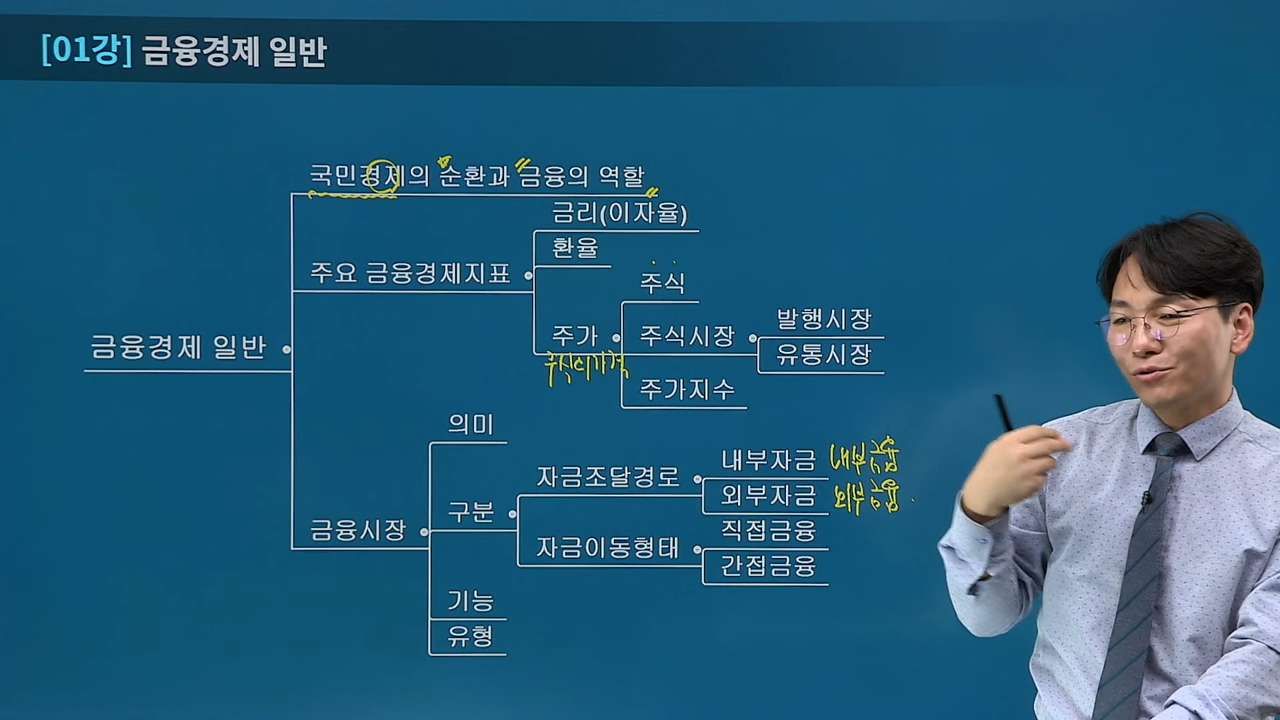 [01강] 금융경제 일반
국민경제의 순환과 금융의 역할
금리(이자율)
환율
주요 금융경제지표
주식
발행시장
주가
주식시장
유통시장
주식의가격
주가지수
금융경제 일반
의미
내부자금 내부금융
자금조달경로
외부자금 외부금융
구분
직접금융
금융시장
자금이동형태
간접금융
기능
유형